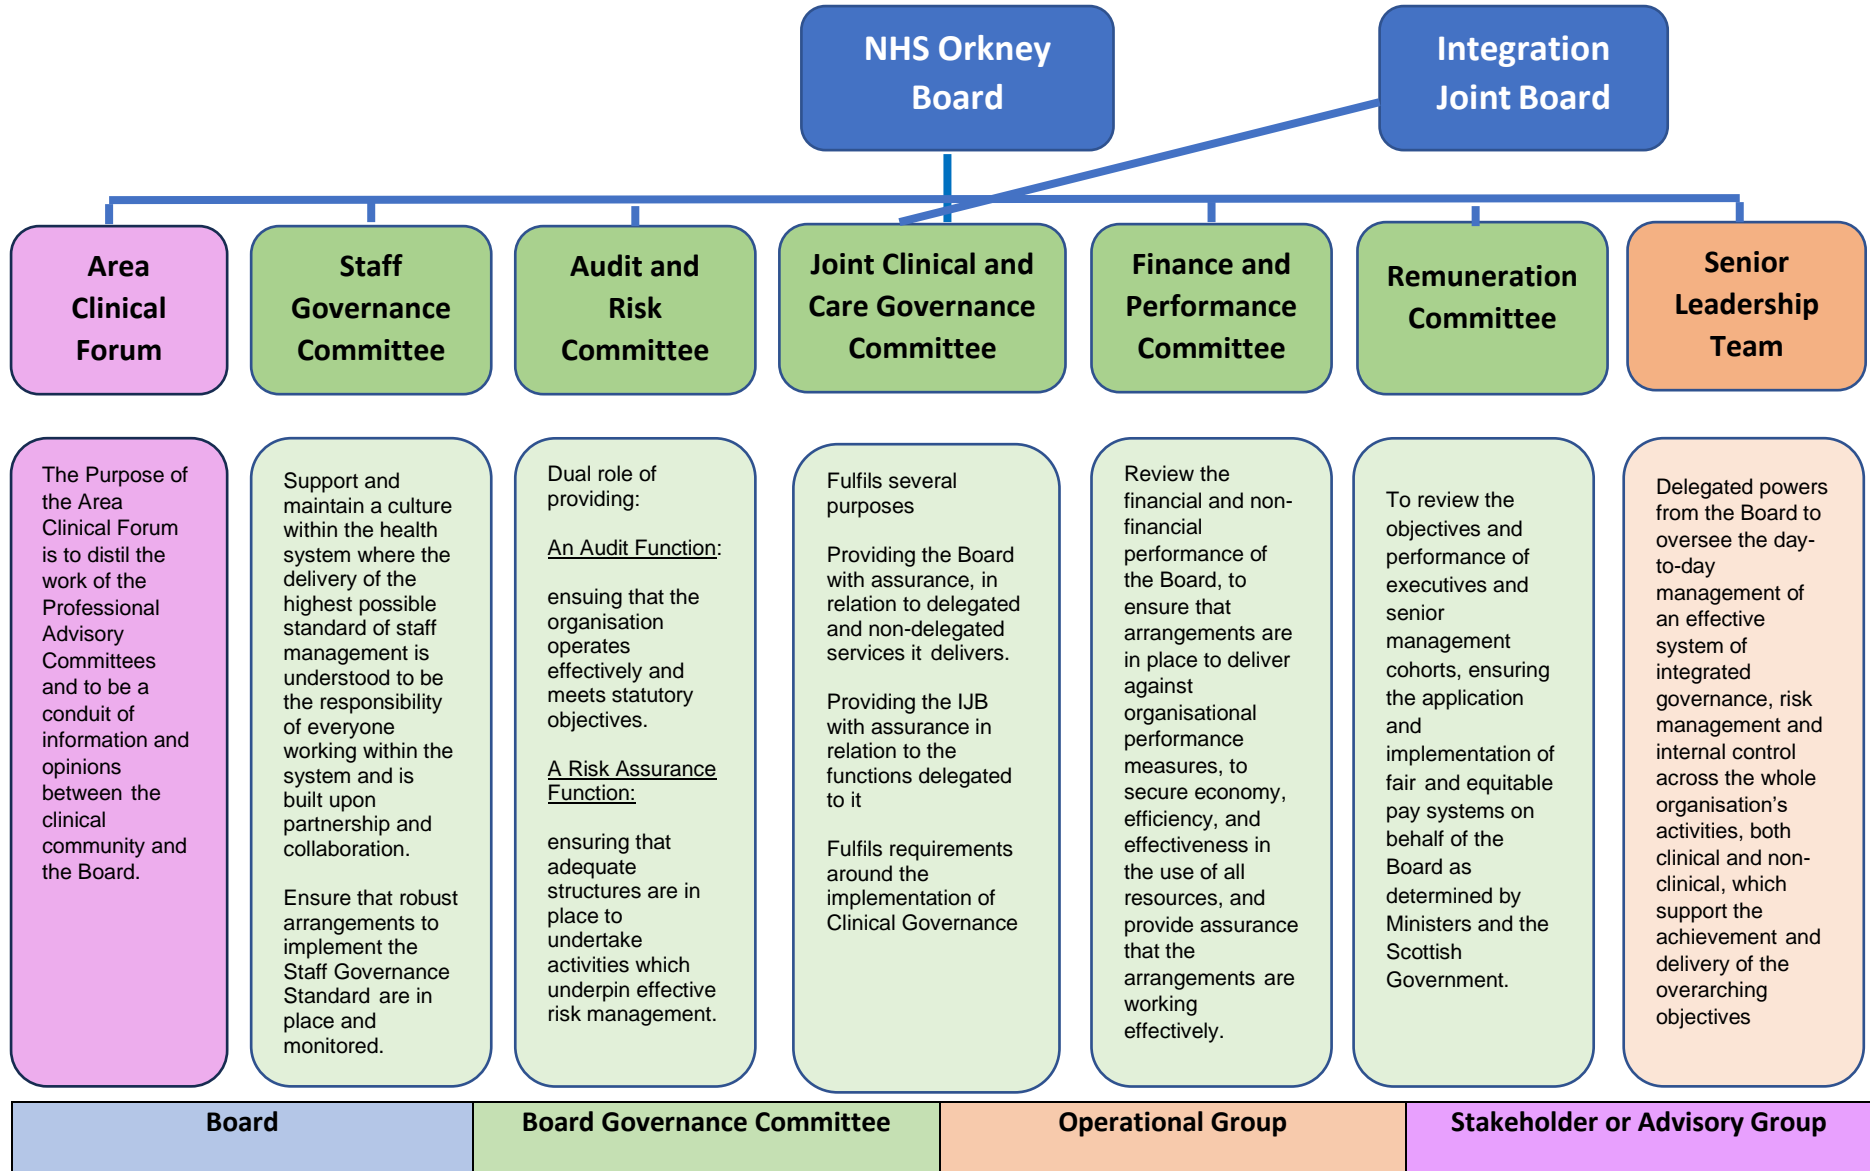 NHS Orkney
Board
Integration
Joint Board
Area
Clinical
Forum
Staff
Governance
Committee
Audit and
Risk
Committee
Joint Clinical and
Care Governance
Committee
Finance and
Performance
Committee
Remuneration
Committee
Senior
Leadership
Team
The Purpose of
the Area
Clinical Forum
is to distil the
work of the
Professional
Advisory
Committees
and to be a
conduit of
information and
opinions
between the
clinical
community and
the Board.
Support and
maintain a culture
within the health
system where the
delivery of the
highest possible
standard of staff
management is
understood to be
the responsibility
of everyone
working within the
system and is
built upon
partnership and
collaboration.
Ensure that robust
arrangements to
implement the
Staff Governance
Standard are in
place and
monitored.
Dual role of
providing:
An Audit Function:
ensuing that the
organisation
operates
effectively and
meets statutory
objectives.
A Risk Assurance
Function:
ensuring that
adequate
structures are in
place to
undertake
activities which
underpin effective
risk management.
Fulfils several
purposes
Providing the Board
with assurance, in
relation to delegated
and non-delegated
services it delivers.
Providing the IJB
with assurance in
relation to the
functions delegated
to it
Fulfils requirements
around the
implementation of
Clinical Governance
Review the
financial and non-
financial
performance of
the Board, to
ensure that
arrangements are
in place to deliver
against
organisational
performance
measures, to
secure economy,
efficiency, and
effectiveness in
the use of all
resources, and
provide assurance
that the
arrangements are
working
effectively.
To review the
objectives and
performance of
executives and
senior
management
cohorts, ensuring
the application
and
implementation of
fair and equitable
pay systems on
behalf of the
Board as
determined by
Ministers and the
Scottish
Government.
Delegated powers
from the Board to
oversee the day-
to-day
management of
an effective
system of
integrated
governance, risk
management and
internal control
across the whole
organisation’s
activities, both
clinical and non-
clinical, which
support the
achievement and
delivery of the
overarching
objectives
Board
Board Governance Committee
Operational Group
Stakeholder or Advisory Group